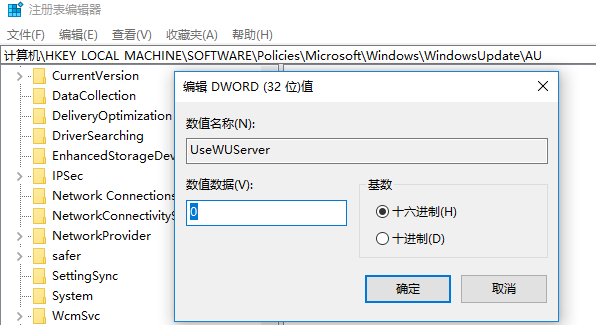 注册表编辑器
文件(F) 编辑(E) 查看(V) 收藏夹(A) 帮助(H)
计算机\HKEY_LOCAL_MACHINE\SOFTWARE\Policies\Microsoft\Windows\WindowsUpdate\AU
CurrentVersion
DataCollection
DeliveryOptimization
DriverSearching
EnhancedStorageDev
IPSec
Network Connections
NetworkConnectivityS
NetworkProvider
safer
SettingSync
System
WcmSvc
编辑 DWORD (32 位)值
数值名称(N):
UseWUServer
数值数据(V):
0
基数
十六进制(H)
十进制(D)
确定
取消